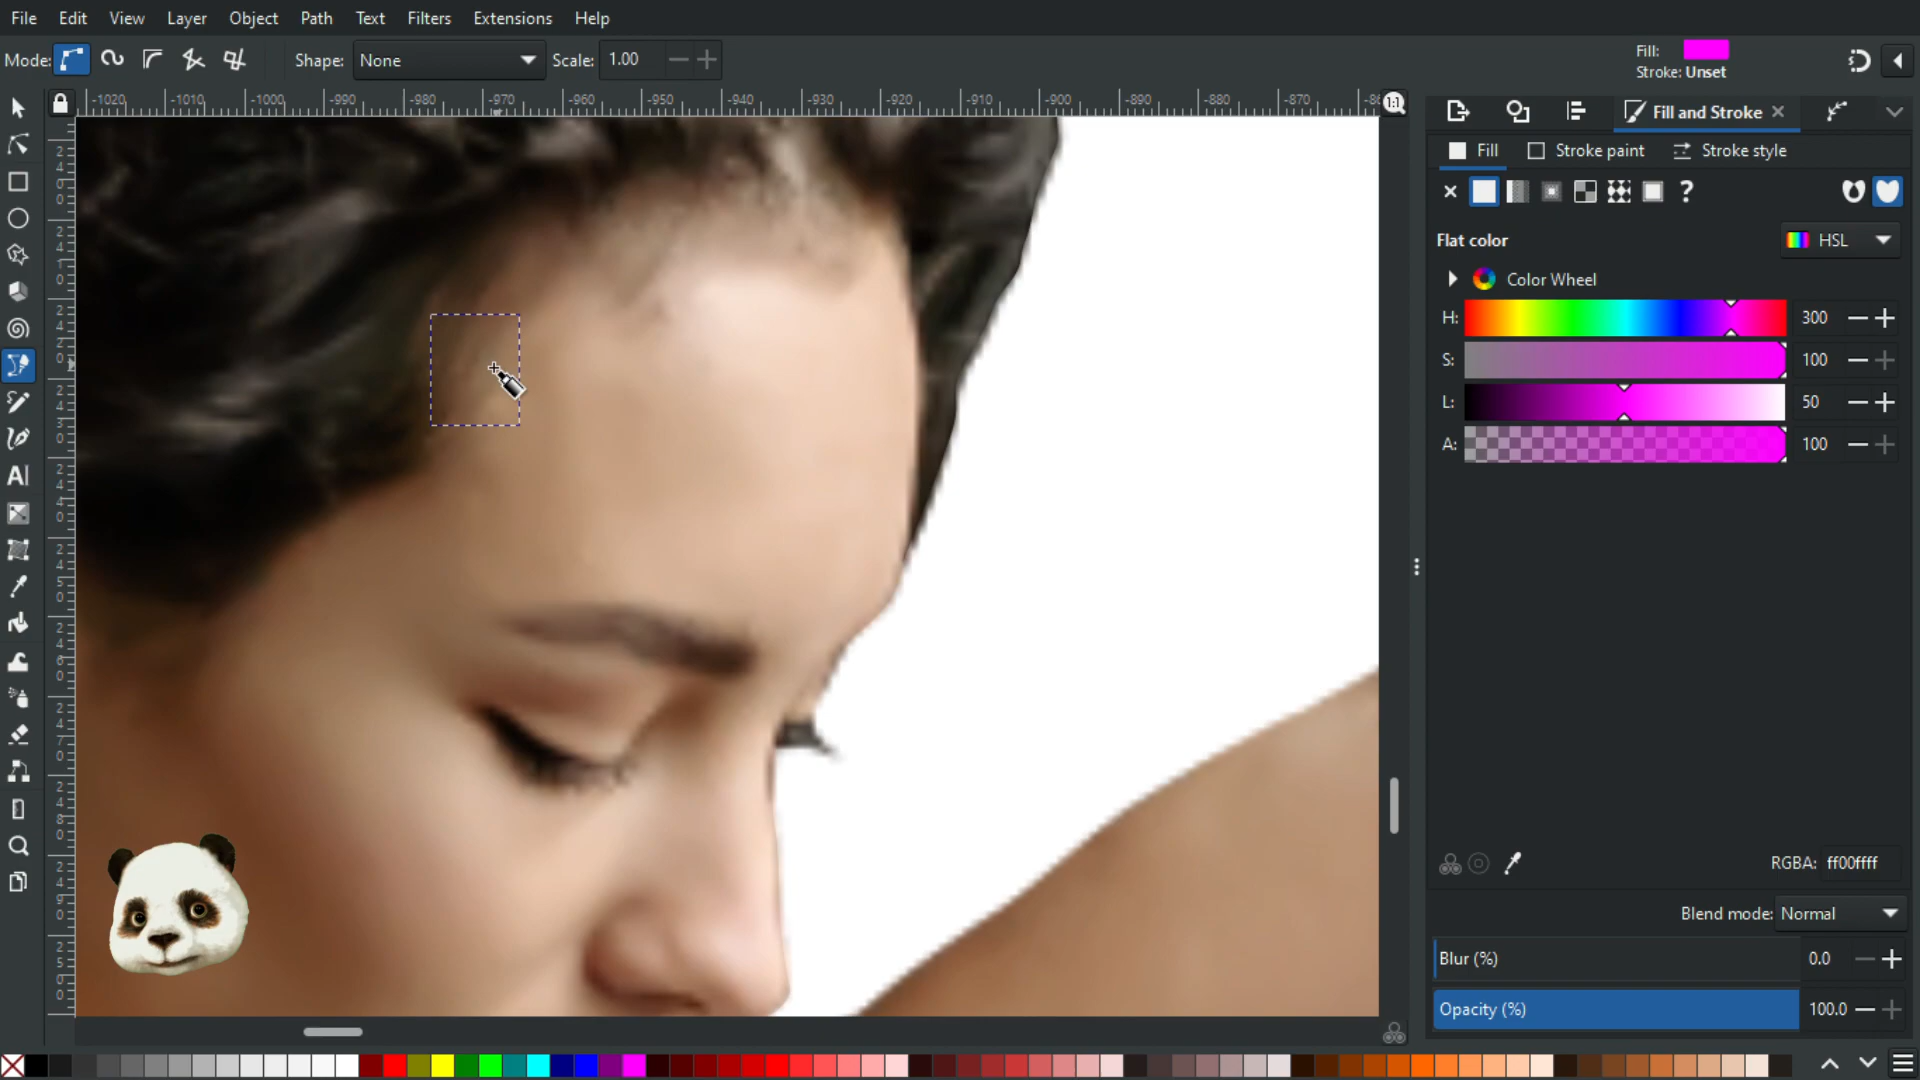 File Edit View Layer Object Path Text Filters Extensions Help
Mode: Shape: None Scale: 1.00
Fill:
Stroke: Unset
-1020 -1010 -1000 -990 -980 -970 -960 -950 -940 -930 -920 -910 -900 -890 -880 -870
1:1
Fill and Stroke
Fill Stroke paint Stroke style
?
Flat color HSL
Color Wheel
H: 300
S: 100
L: 50
A: 100
RGBA: ff00ffff
Blend mode: Normal
Blur (%) 0.0
Opacity (%) 100.0